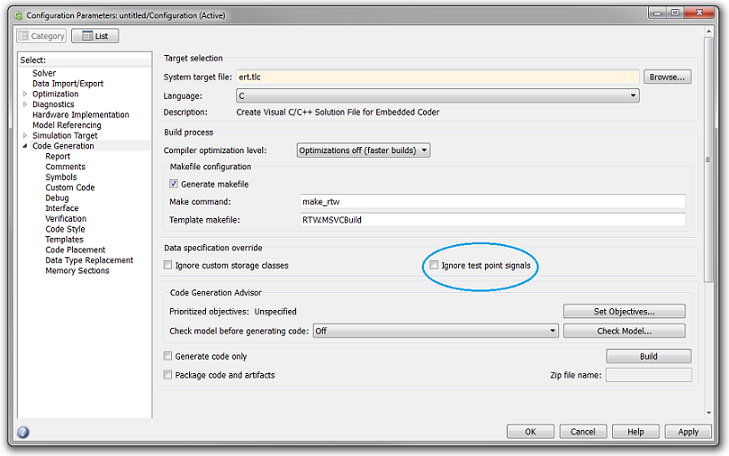 Configuration Parameters: untitled/Configuration (Active)
Category List
Select:
Solver
Data Import/Export
Optimization
Diagnostics
Hardware Implementation
Model Referencing
Simulation Target
Code Generation
Report
Comments
Symbols
Custom Code
Debug
Interface
Verification
Code Style
Templates
Code Placement
Data Type Replacement
Memory Sections
Target selection
System target file: ert.tlc Browse...
Language: C
Description: Create Visual C/C++ Solution File for Embedded Coder
Build process
Compiler optimization level: Optimizations off (faster builds)
Makefile configuration
Generate makefile
Make command: make_rtw
Template makefile: RTW.MSVCBuild
Data specification override
Ignore custom storage classes Ignore test point signals
Code Generation Advisor
Prioritized objectives: Unspecified Set Objectives...
Check model before generating code: Off Check Model...
Generate code only Build
Package code and artifacts Zip file name:
OK Cancel Help Apply